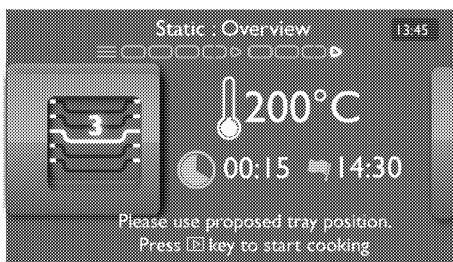 Static : Overview
13:45
3
200°C
00:15
14:30
Please use proposed tray position.
Press ▷ key to start cooking